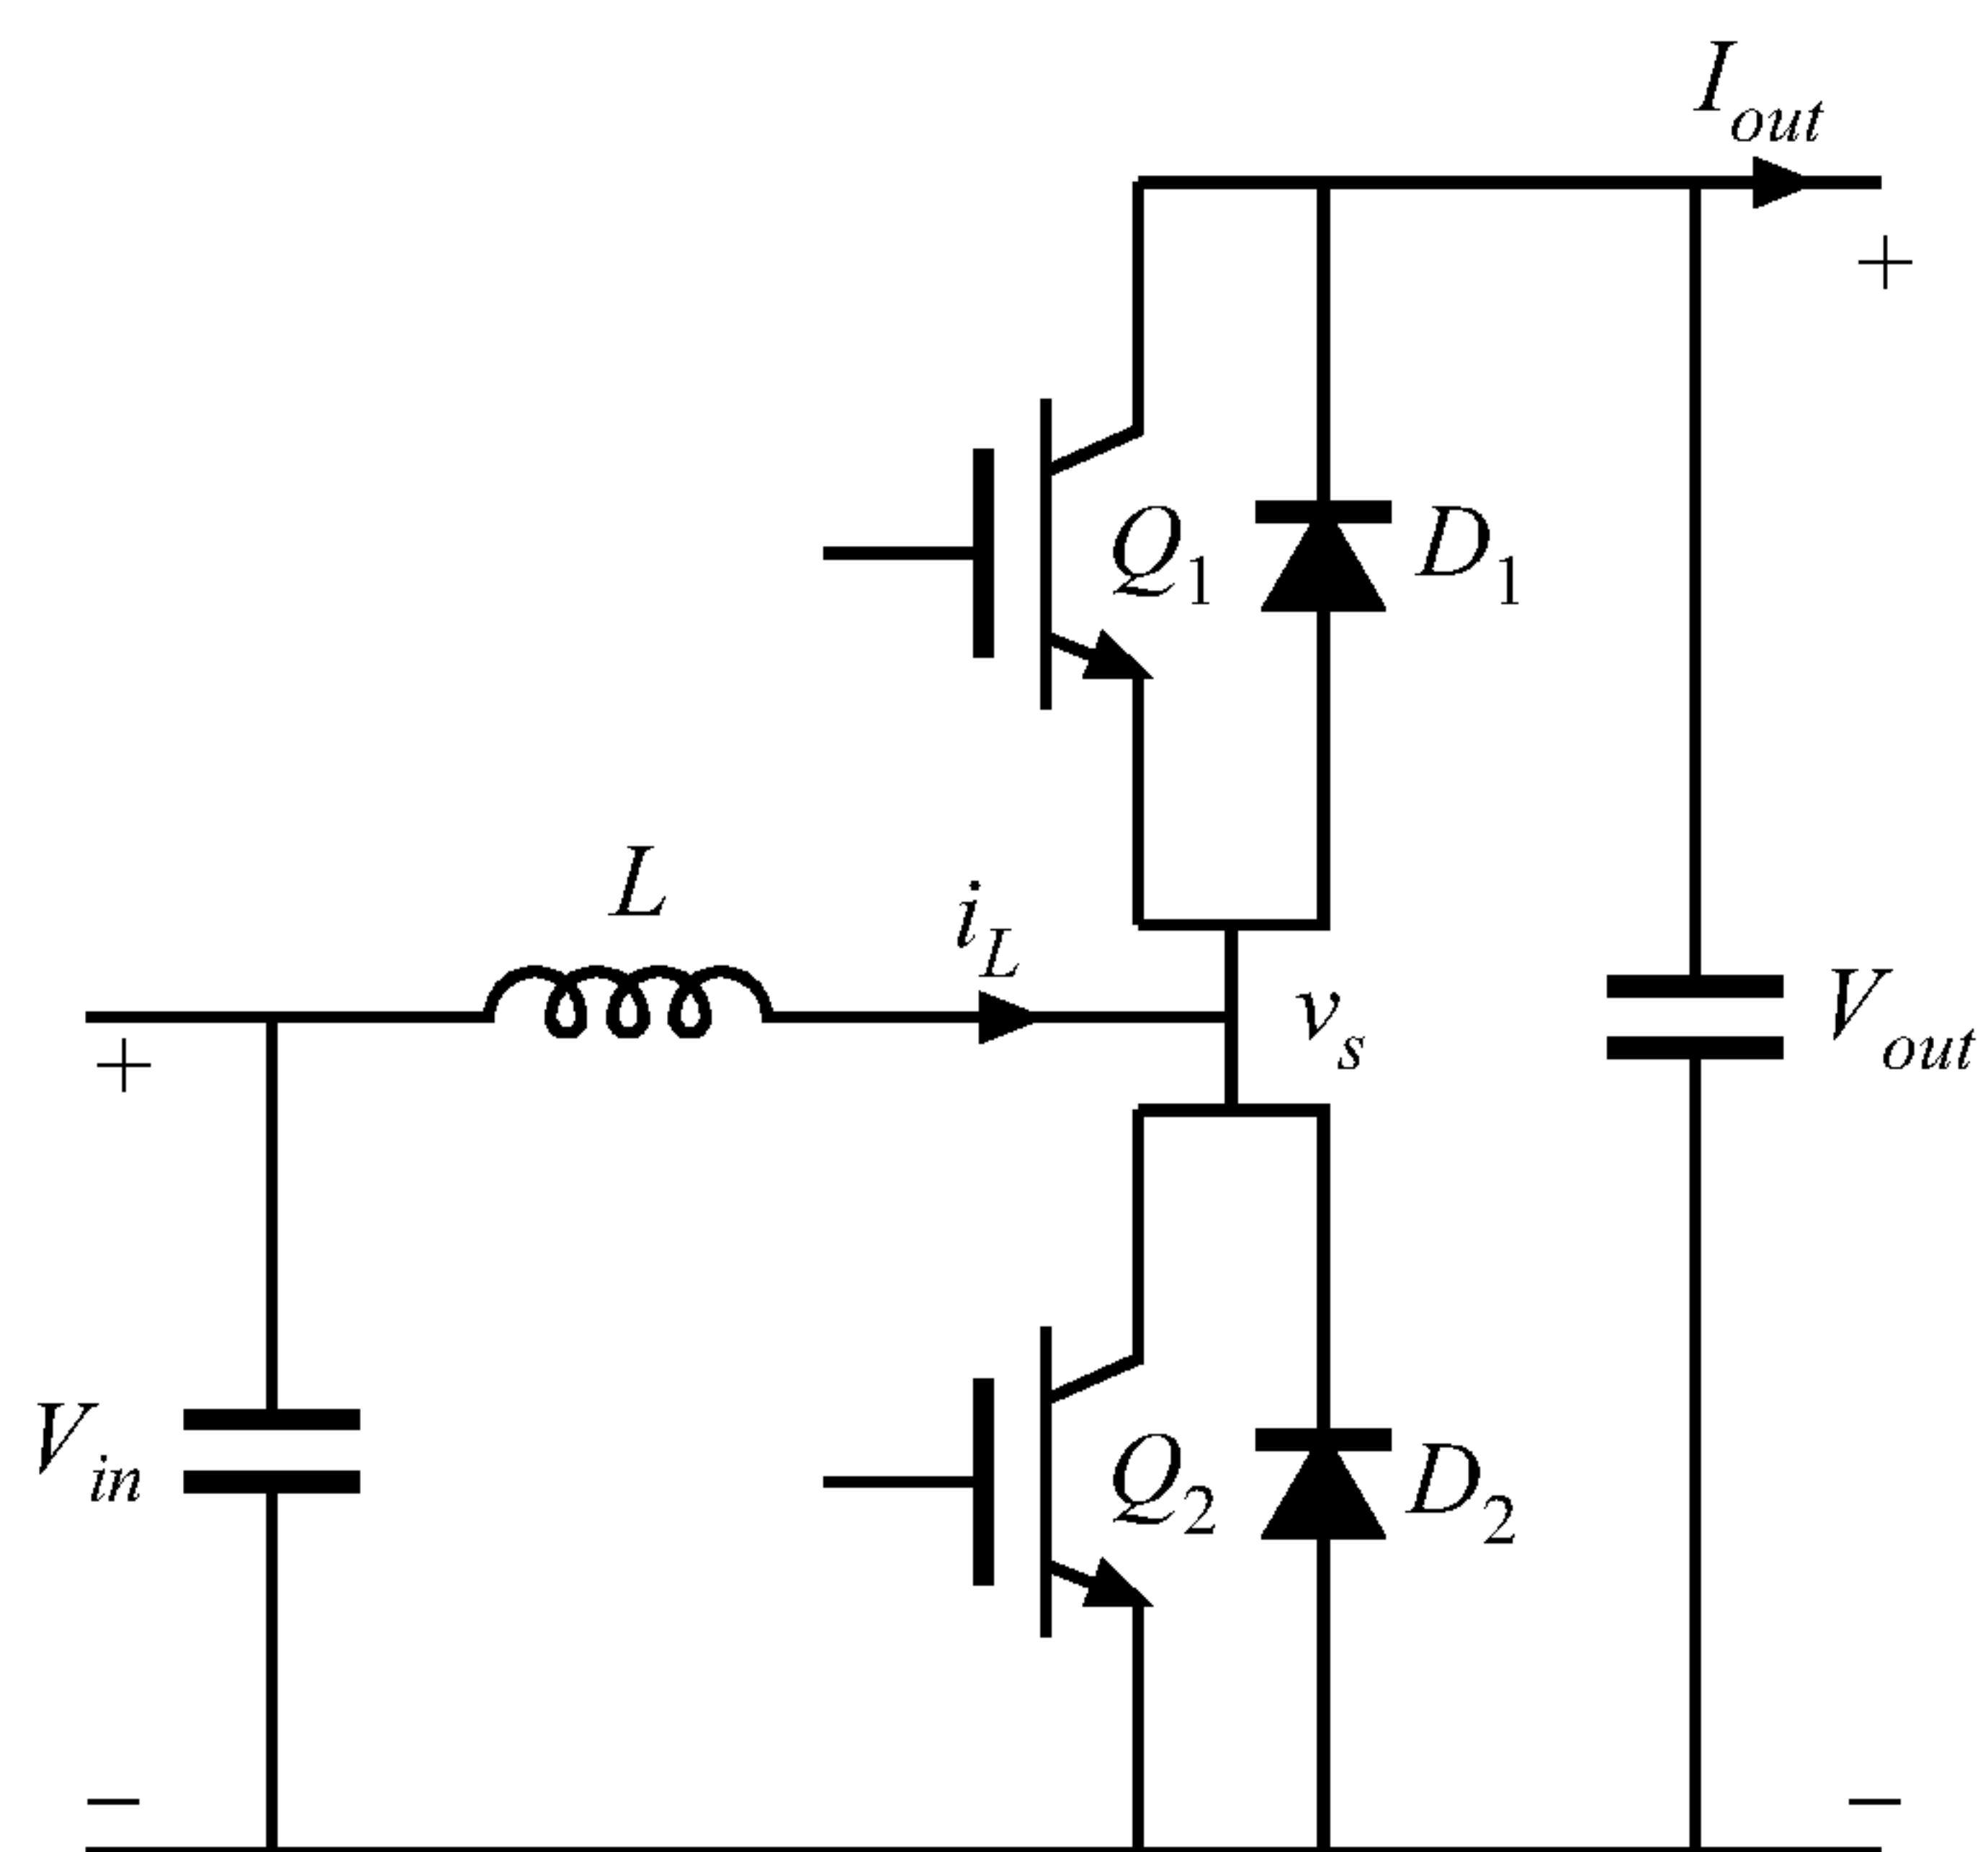 I_out
+
Q_1
D_1
L
i_L
v_s
V_out
+
V_in
Q_2
D_2
−
−